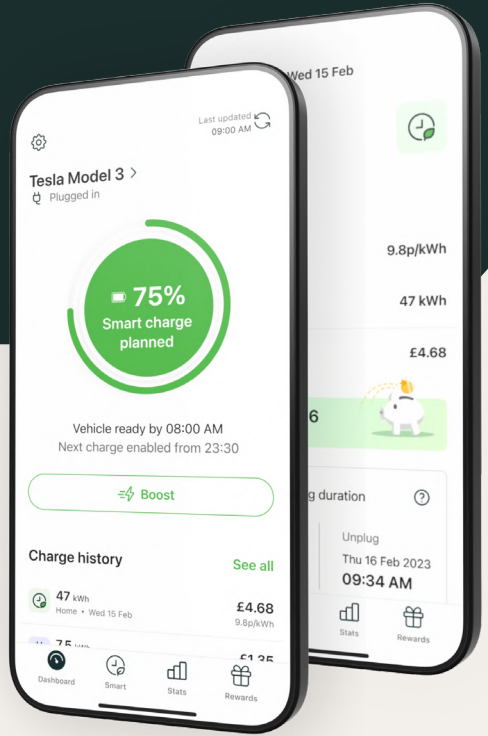 Last updated
09:00 AM
Tesla Model 3
Plugged in
75%
Smart charge
planned
Vehicle ready by 08:00 AM
Next charge enabled from 23:30
Boost
Charge history
See all
47 kWh
£4.68
Home • Wed 15 Feb
9.8p/kWh
7.5 kWh
£1.35
Dashboard
Smart
Stats
Rewards
Wed 15 Feb
9.8p/kWh
47 kWh
£4.68
6
g duration
Unplug
Thu 16 Feb 2023
09:34 AM
Stats
Rewards